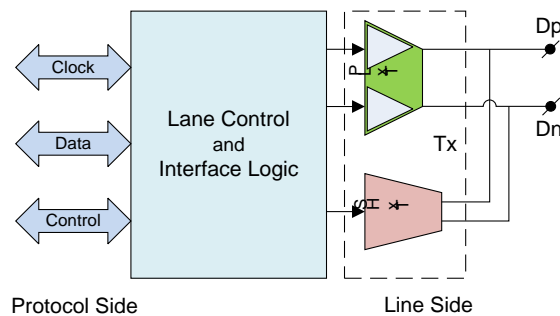 Dp
Clock
Data
Control
Lane Control
and
Interface Logic
Dn
Tx
Protocol Side
Line Side